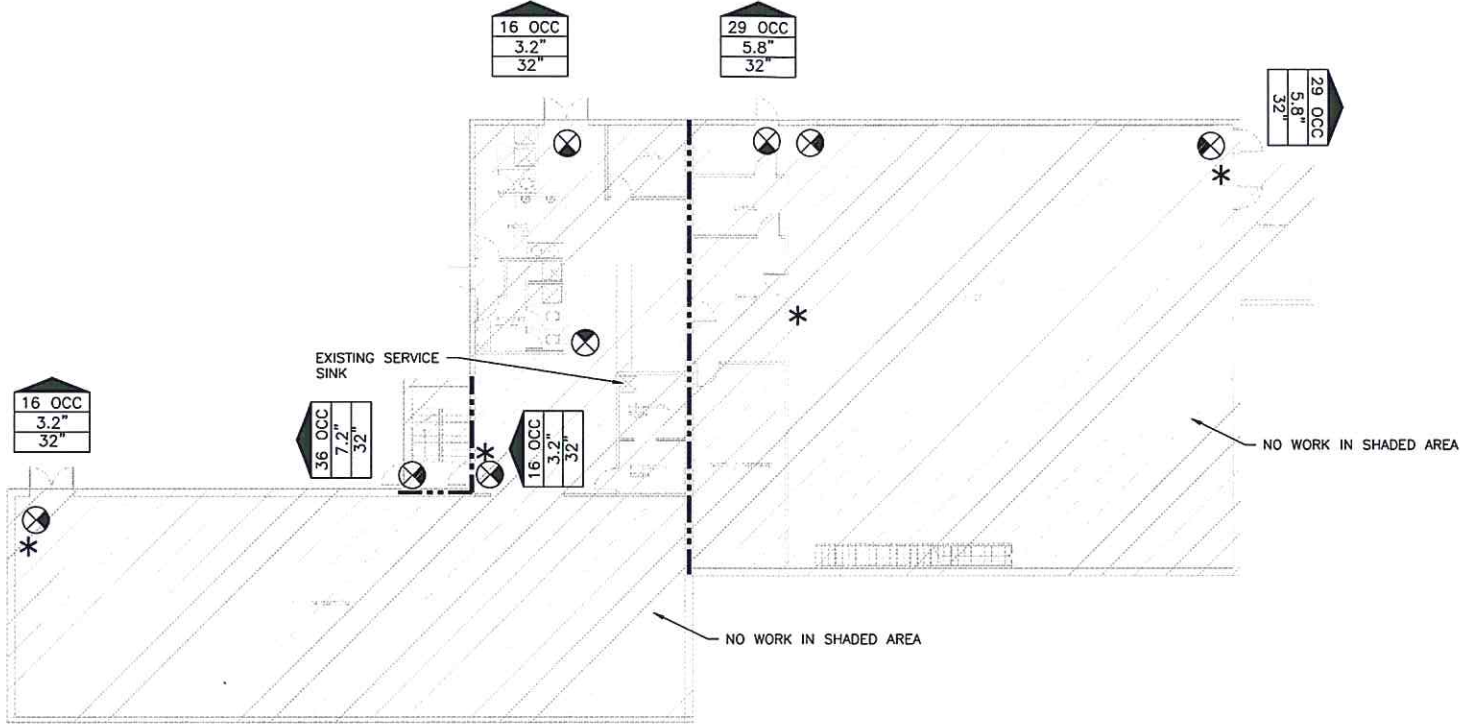 16 OCC
3.2"
32"
29 OCC
5.8"
32"
29 OCC
5.8"
32"
EXISTING SERVICE
SINK
16 OCC
3.2"
32"
36 OCC
7.2"
32"
16 OCC
3.2"
32"
NO WORK IN SHADED AREA
NO WORK IN SHADED AREA